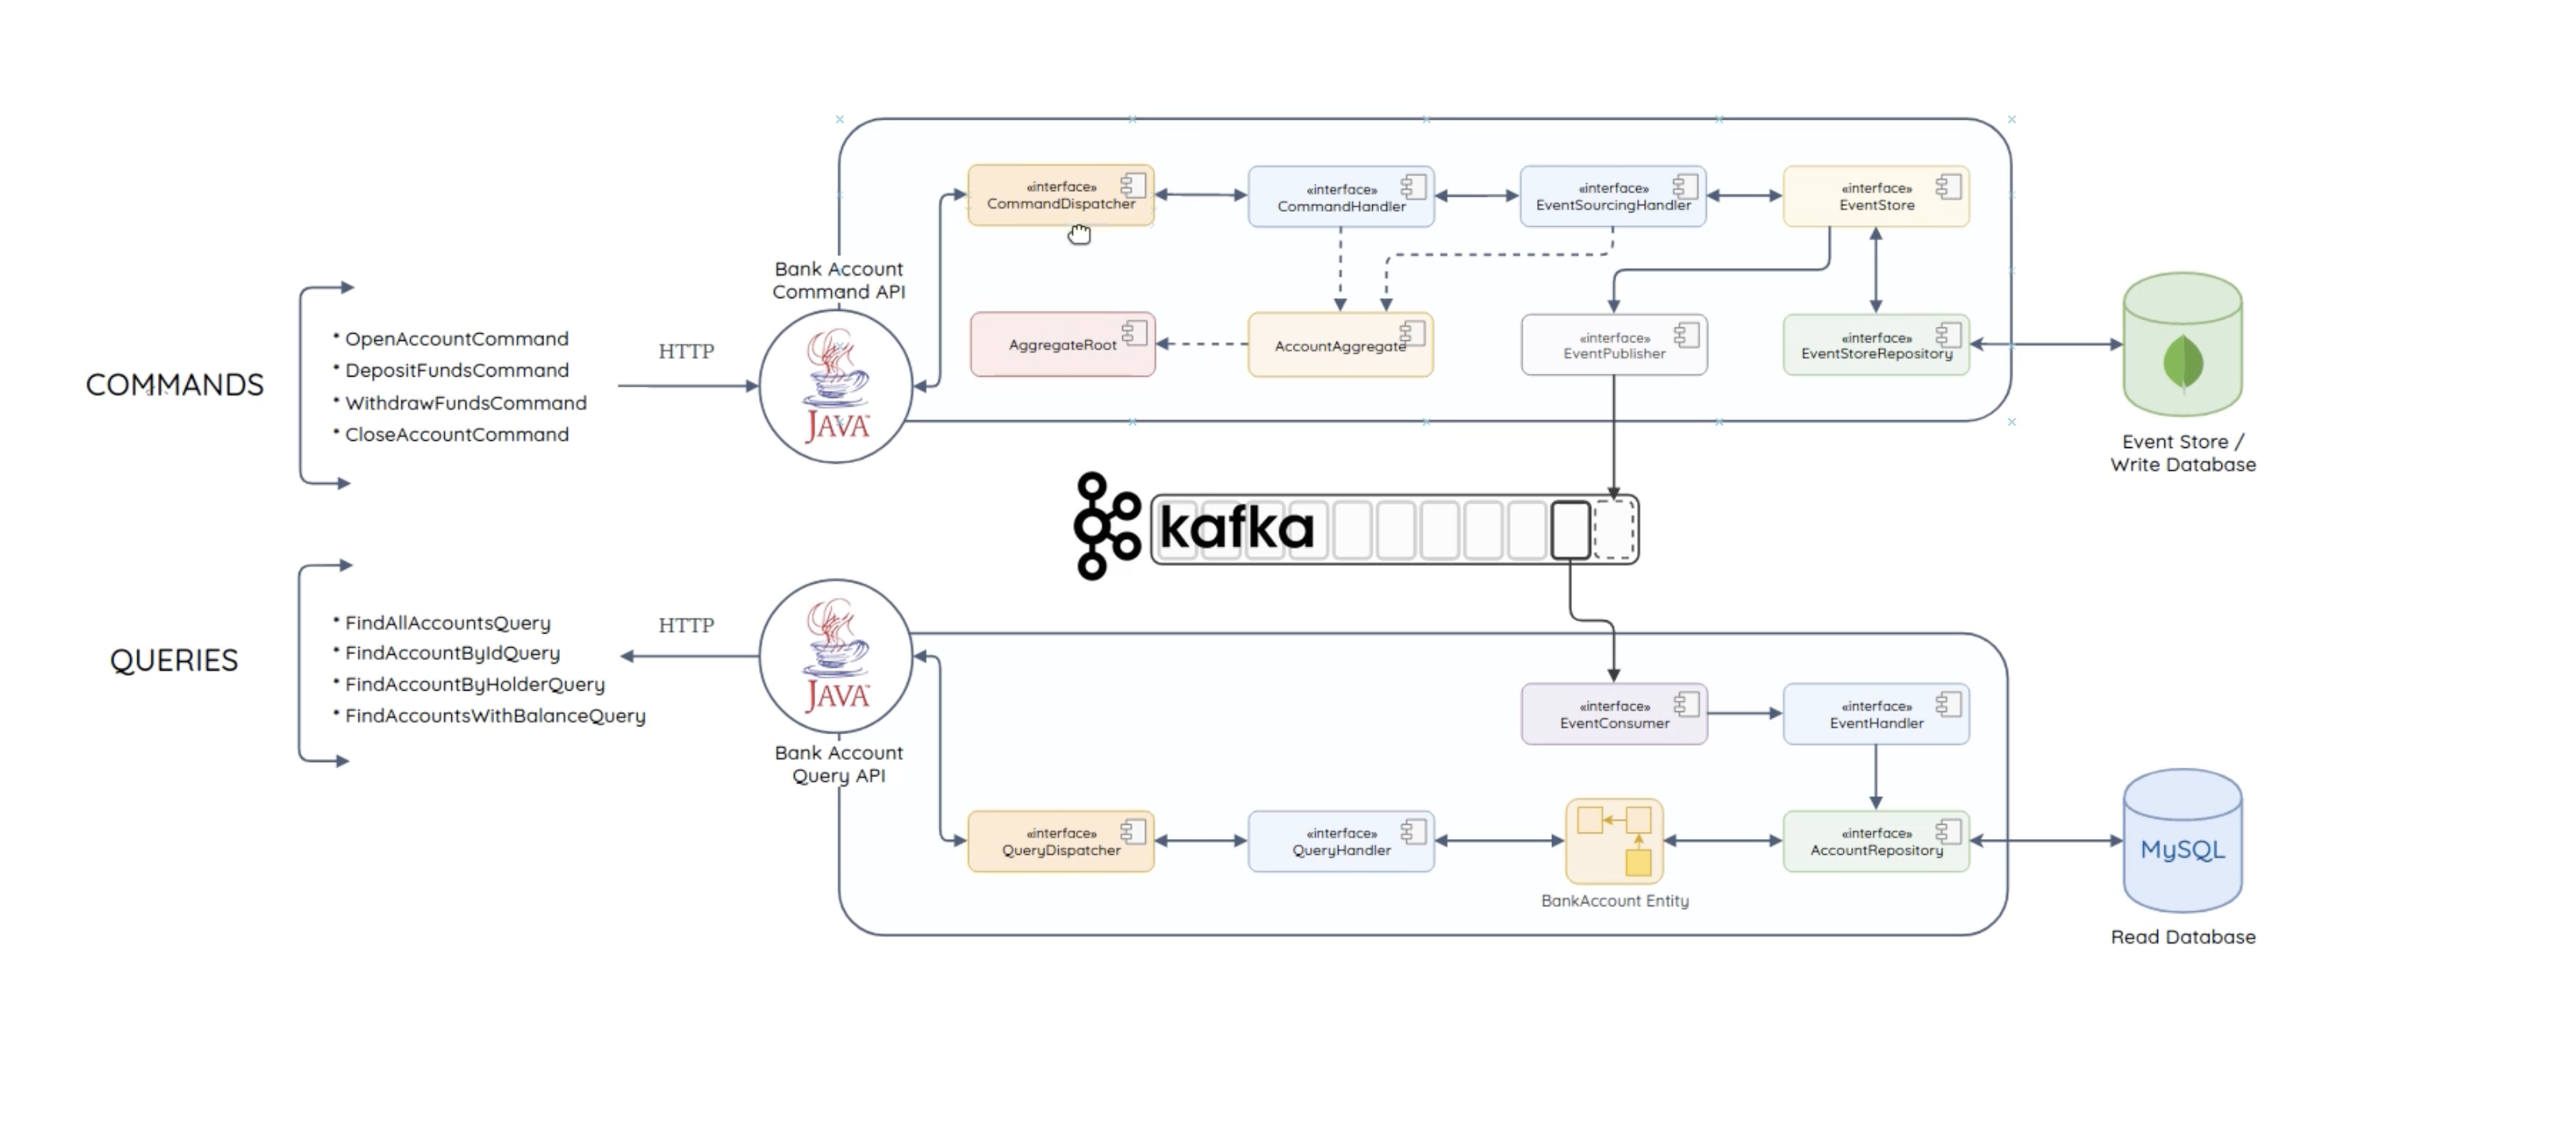 COMMANDS
* OpenAccountCommand
* DepositFundsCommand
* WithdrawFundsCommand
* CloseAccountCommand
HTTP
Bank Account
Command API
JAVA™
«interface»
CommandDispatcher
«interface»
CommandHandler
«interface»
EventSourcingHandler
«interface»
EventStore
AggregateRoot
AccountAggregate
«interface»
EventPublisher
«interface»
EventStoreRepository
Event Store /
Write Database
kafka
QUERIES
* FindAllAccountsQuery
* FindAccountByIdQuery
* FindAccountByHolderQuery
* FindAccountsWithBalanceQuery
HTTP
JAVA™
Bank Account
Query API
«interface»
EventConsumer
«interface»
EventHandler
«interface»
QueryDispatcher
«interface»
QueryHandler
BankAccount Entity
«interface»
AccountRepository
MySQL
Read Database